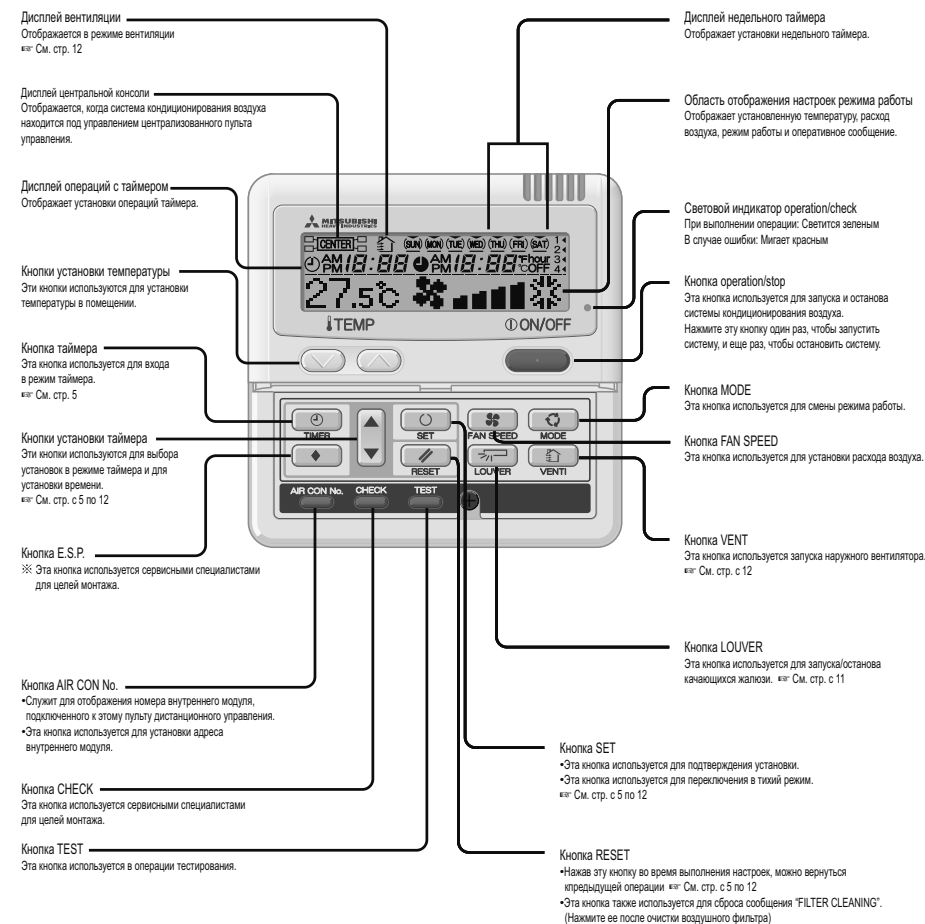 Дисплей вентиляции
Отображается в режиме вентиляции
☞ См. стр. 12
Дисплей центральной консоли
Отображается, когда система кондиционирования воздуха
находится под управлением централизованного пульта
управления.
Дисплей операций с таймером
Отображает установки операций таймера.
Кнопки установки температуры
Эти кнопки используются для установки
температуры в помещении.
Кнопка таймера
Эта кнопка используется для входа
в режим таймера.
☞ См. стр. 5
Кнопки установки таймера
Эти кнопки используются для выбора
установок в режиме таймера и для
установки времени.
☞ См. стр. с 5 по 12
Кнопка E.S.P.
※ Эта кнопка используется сервисными специалистами
для целей монтажа.
Кнопка AIR CON No.
•Служит для отображения номера внутреннего модуля,
подключенного к этому пульту дистанционного управления.
•Эта кнопка используется для установки адреса
внутреннего модуля.
Кнопка CHECK
Эта кнопка используется сервисными специалистами
для целей монтажа.
Кнопка TEST
Эта кнопка используется в операции тестирования.
MITSUBISHI
HEAVY INDUSTRIES
CENTER (SUN) (MON) (TUE) (WED) (THU) (FRI) (SAT) 1
2
AM 18:88 AM 18:88 °F hour 3
PM PM °C OFF 4
27.5°C
TEMP ON/OFF
TIMER SET FAN SPEED MODE
RESET LOUVER VENTI
AIR CON No. CHECK TEST
Дисплей недельного таймера
Отображает установки недельного таймера.
Область отображения настроек режима работы
Отображает установленную температуру, расход
воздуха, режим работы и оперативное сообщение.
Световой индикатор operation/check
При выполнении операции: Светится зеленым
В случае ошибки: Мигает красным
Кнопка operation/stop
Эта кнопка используется для запуска и останова
системы кондиционирования воздуха.
Нажмите эту кнопку один раз, чтобы запустить
систему, и еще раз, чтобы остановить систему.
Кнопка MODE
Эта кнопка используется для смены режима работы.
Кнопка FAN SPEED
Эта кнопка используется для установки расхода воздуха.
Кнопка VENT
Эта кнопка используется запуска наружного вентилятора.
☞ См. стр. с 12
Кнопка LOUVER
Эта кнопка используется для запуска/останова
качающихся жалюзи. ☞ См. стр. с 11
Кнопка SET
•Эта кнопка используется для подтверждения установки.
•Эта кнопка используется для переключения в тихий режим.
☞ См. стр. с 5 по 12
Кнопка RESET
•Нажав эту кнопку во время выполнения настроек, можно вернуться
кпредыдущей операции ☞ См. стр. с 5 по 12
•Эта кнопка также используется для сброса сообщения “FILTER CLEANING”.
(Нажмите ее после очистки воздушного фильтра)